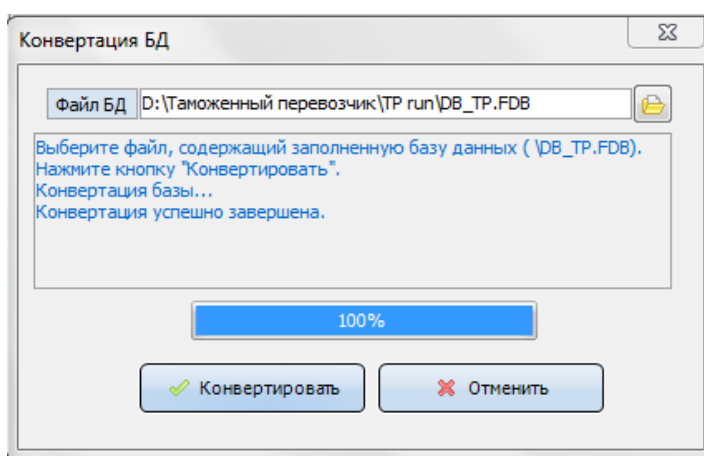 Конвертация БД
Файл БД D:\Таможенный перевозчик\TP run\DB_TP.FDB
Выберите файл, содержащий заполненную базу данных ( \DB_TP.FDB).
Нажмите кнопку "Конвертировать".
Конвертация базы...
Конвертация успешно завершена.
100%
Конвертировать Отменить